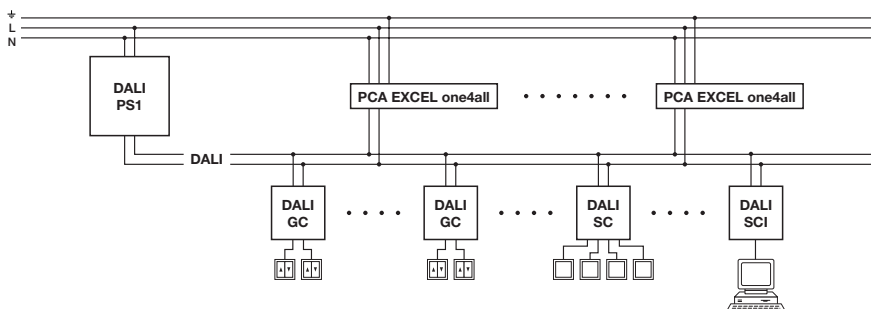 L
N
DALI
PS1
PCA EXCEL one4all
PCA EXCEL one4all
DALI
DALI
GC
DALI
GC
DALI
SC
DALI
SCI